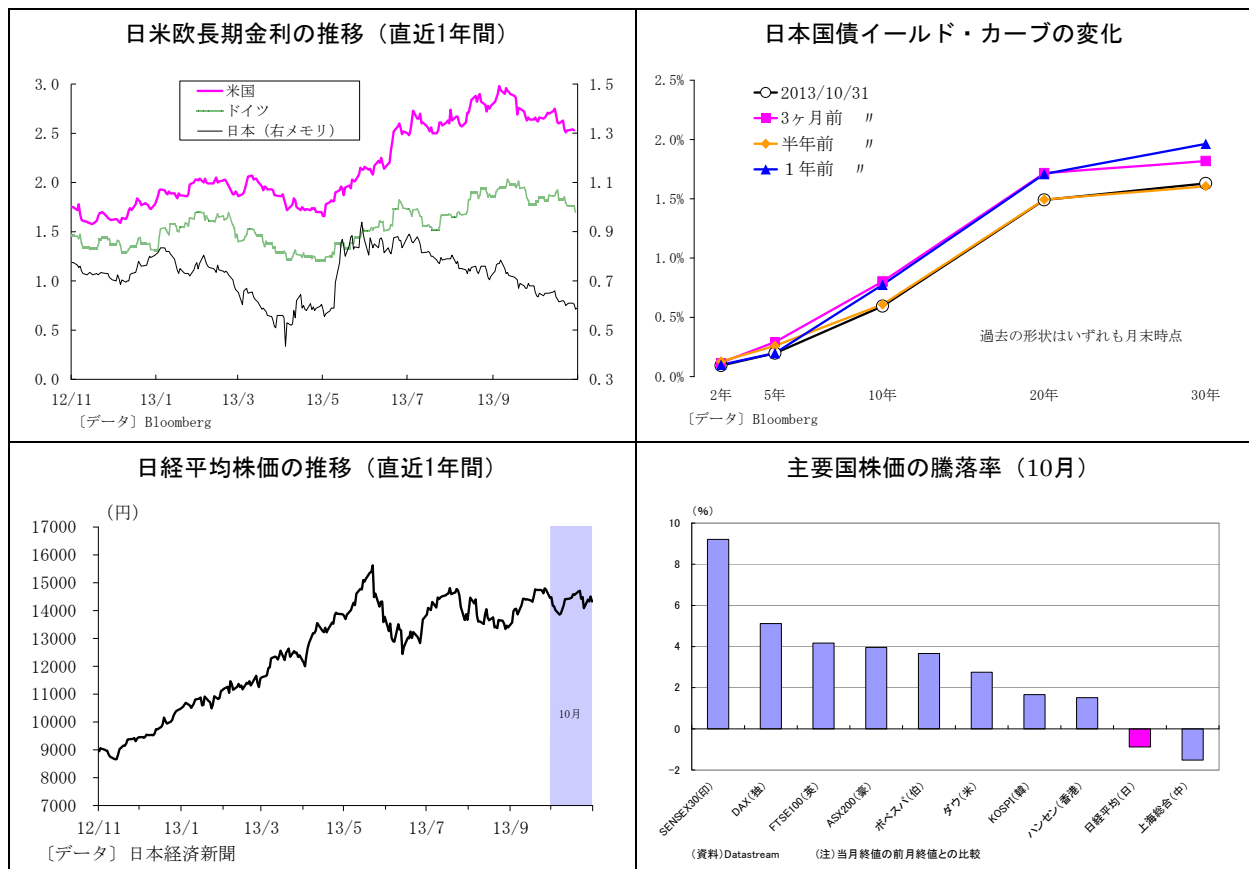 日米欧長期金利の推移（直近1年間）
米国
ドイツ
日本（右メモリ）
3.0
2.5
2.0
1.5
1.0
0.5
0.0
1.5
1.3
1.1
0.9
0.7
0.5
0.3
12/11 13/1 13/3 13/5 13/7 13/9
〔データ〕Bloomberg
日本国債イールド・カーブの変化
2.5%
2.0%
1.5%
1.0%
0.5%
0.0%
2013/10/31
3ヶ月前 〃
半年前 〃
１年前 〃
過去の形状はいずれも月末時点
2年 5年 10年 20年 30年
〔データ〕Bloomberg
日経平均株価の推移（直近1年間）
（円）
17000
16000
15000
14000
13000
12000
11000
10000
9000
8000
7000
10月
12/11 13/1 13/3 13/5 13/7 13/9
〔データ〕日本経済新聞
主要国株価の騰落率（10月）
（%）
10
8
6
4
2
0
-2
SENSEX30(印)
DAX(独)
FTSE100(英)
ASX200(豪)
ボベスパ(伯)
ダウ(米)
KOSPI(韓)
ハンセン(香港)
日経平均(日)
上海総合(中)
（資料）Datastream （注）当月終値の前月終値との比較